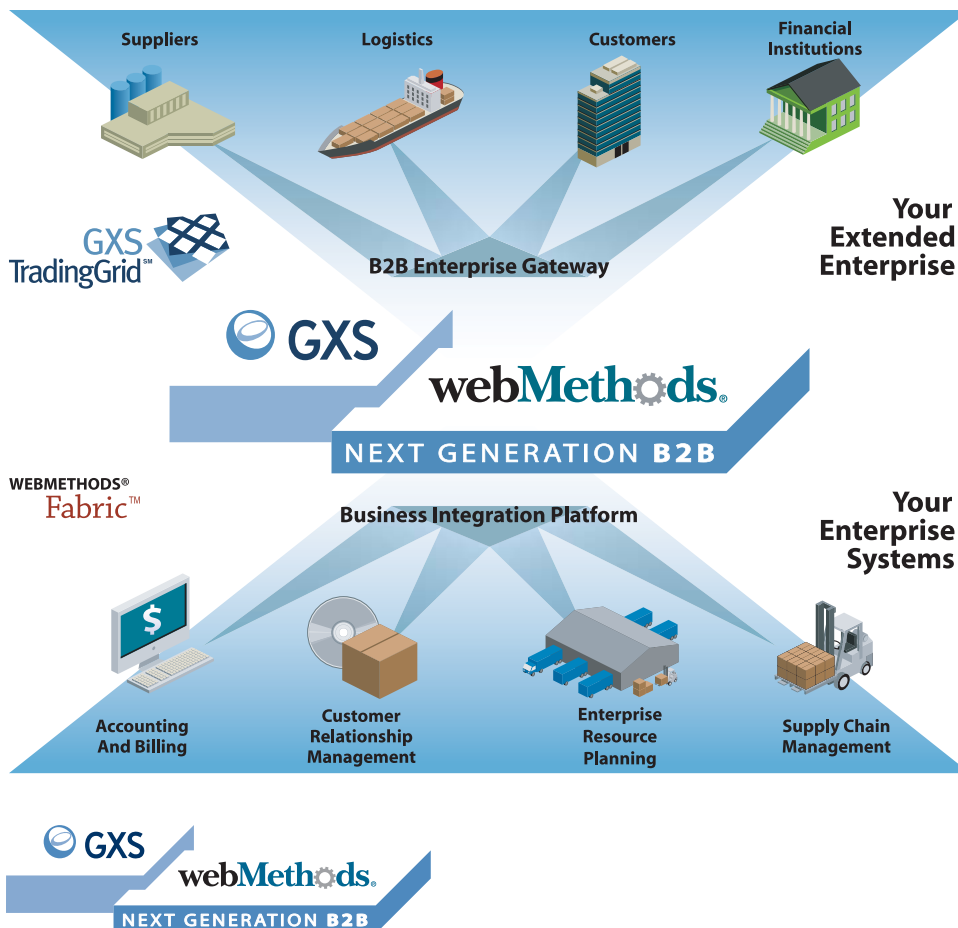 Suppliers
Logistics
Customers
Financial
Institutions
GXS
TradingGrid℠
B2B Enterprise Gateway
Your
Extended
Enterprise
GXS
webMethods®
NEXT GENERATION B2B
WEBMETHODS®
Fabric™
Business Integration Platform
Your
Enterprise
Systems
$
Accounting
And Billing
Customer
Relationship
Management
Enterprise
Resource
Planning
Supply Chain
Management
GXS
webMethods®
NEXT GENERATION B2B